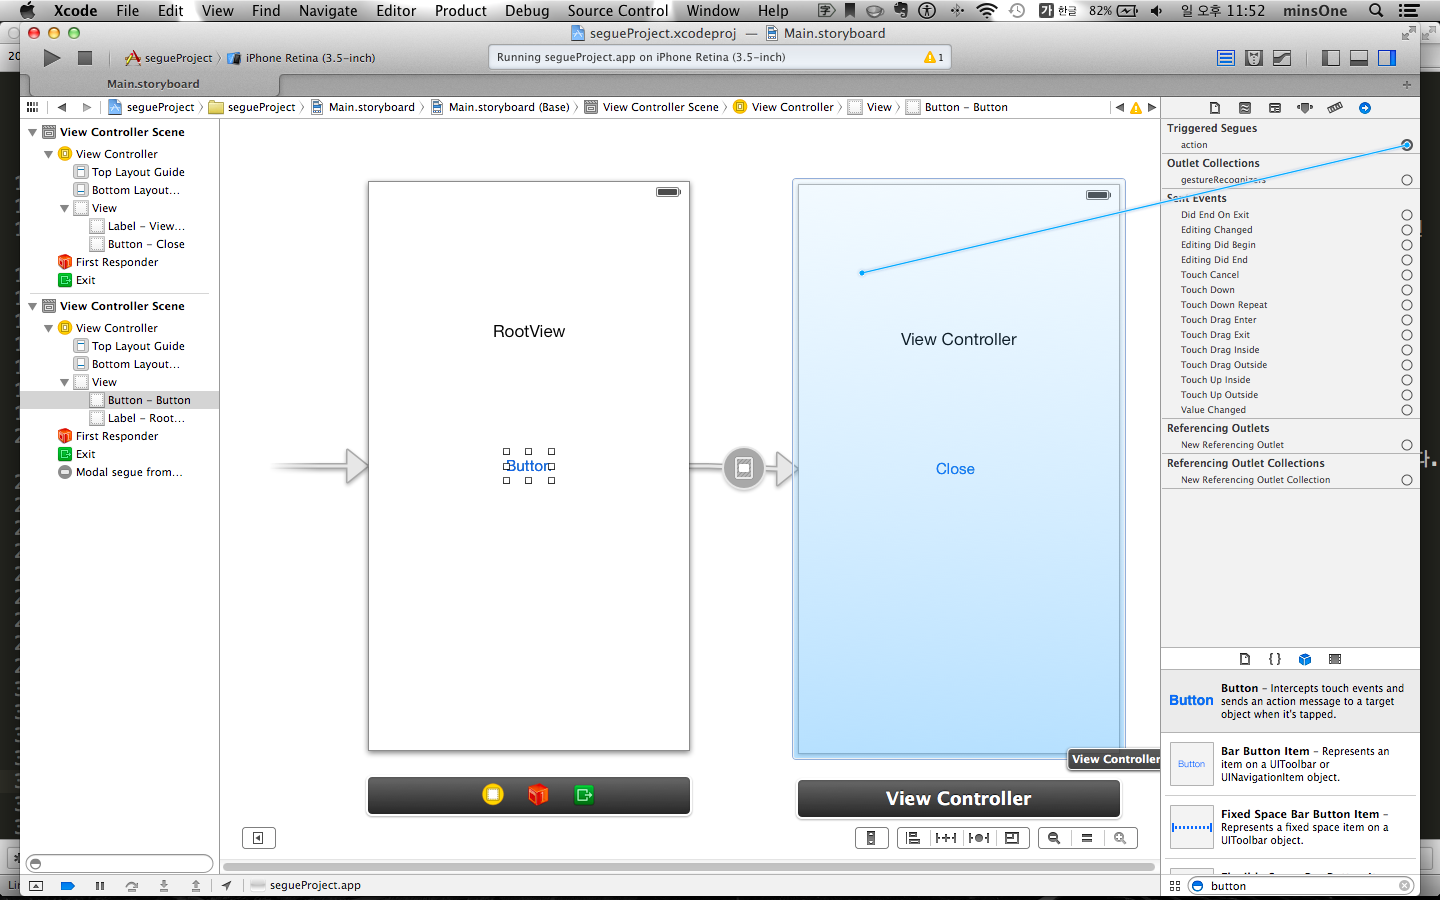 Xcode File Edit View Find Navigate Editor Product Debug Source Control Window Help 가 한글 82% 일 오후 11:52 minsOne
segueProject.xcodeproj — Main.storyboard
segueProject iPhone Retina (3.5-inch)
Running segueProject.app on iPhone Retina (3.5-inch) 1
Main.storyboard
segueProject segueProject Main.storyboard Main.storyboard (Base) View Controller Scene View Controller View Button – Button
View Controller Scene
View Controller
Top Layout Guide
Bottom Layout...
View
Label – View...
Button – Close
First Responder
Exit
View Controller Scene
View Controller
Top Layout Guide
Bottom Layout...
View
Button – Button
Label – Root...
First Responder
Exit
Modal segue from...
RootView
Button
View Controller
Close
View Controller
View Controller
Triggered Segues
action
Outlet Collections
gestureRecognizers
Sent Events
Did End On Exit
Editing Changed
Editing Did Begin
Editing Did End
Touch Cancel
Touch Down
Touch Down Repeat
Touch Drag Enter
Touch Drag Exit
Touch Drag Inside
Touch Drag Outside
Touch Up Inside
Touch Up Outside
Value Changed
Referencing Outlets
New Referencing Outlet
Referencing Outlet Collections
New Referencing Outlet Collection
Button Button – Intercepts touch events and
sends an action message to a target
object when it's tapped.
Button Bar Button Item – Represents an
item on a UIToolbar or
UINavigationItem object.
Fixed Space Bar Button Item –
Represents a fixed space item on a
UIToolbar object.
segueProject.app
button